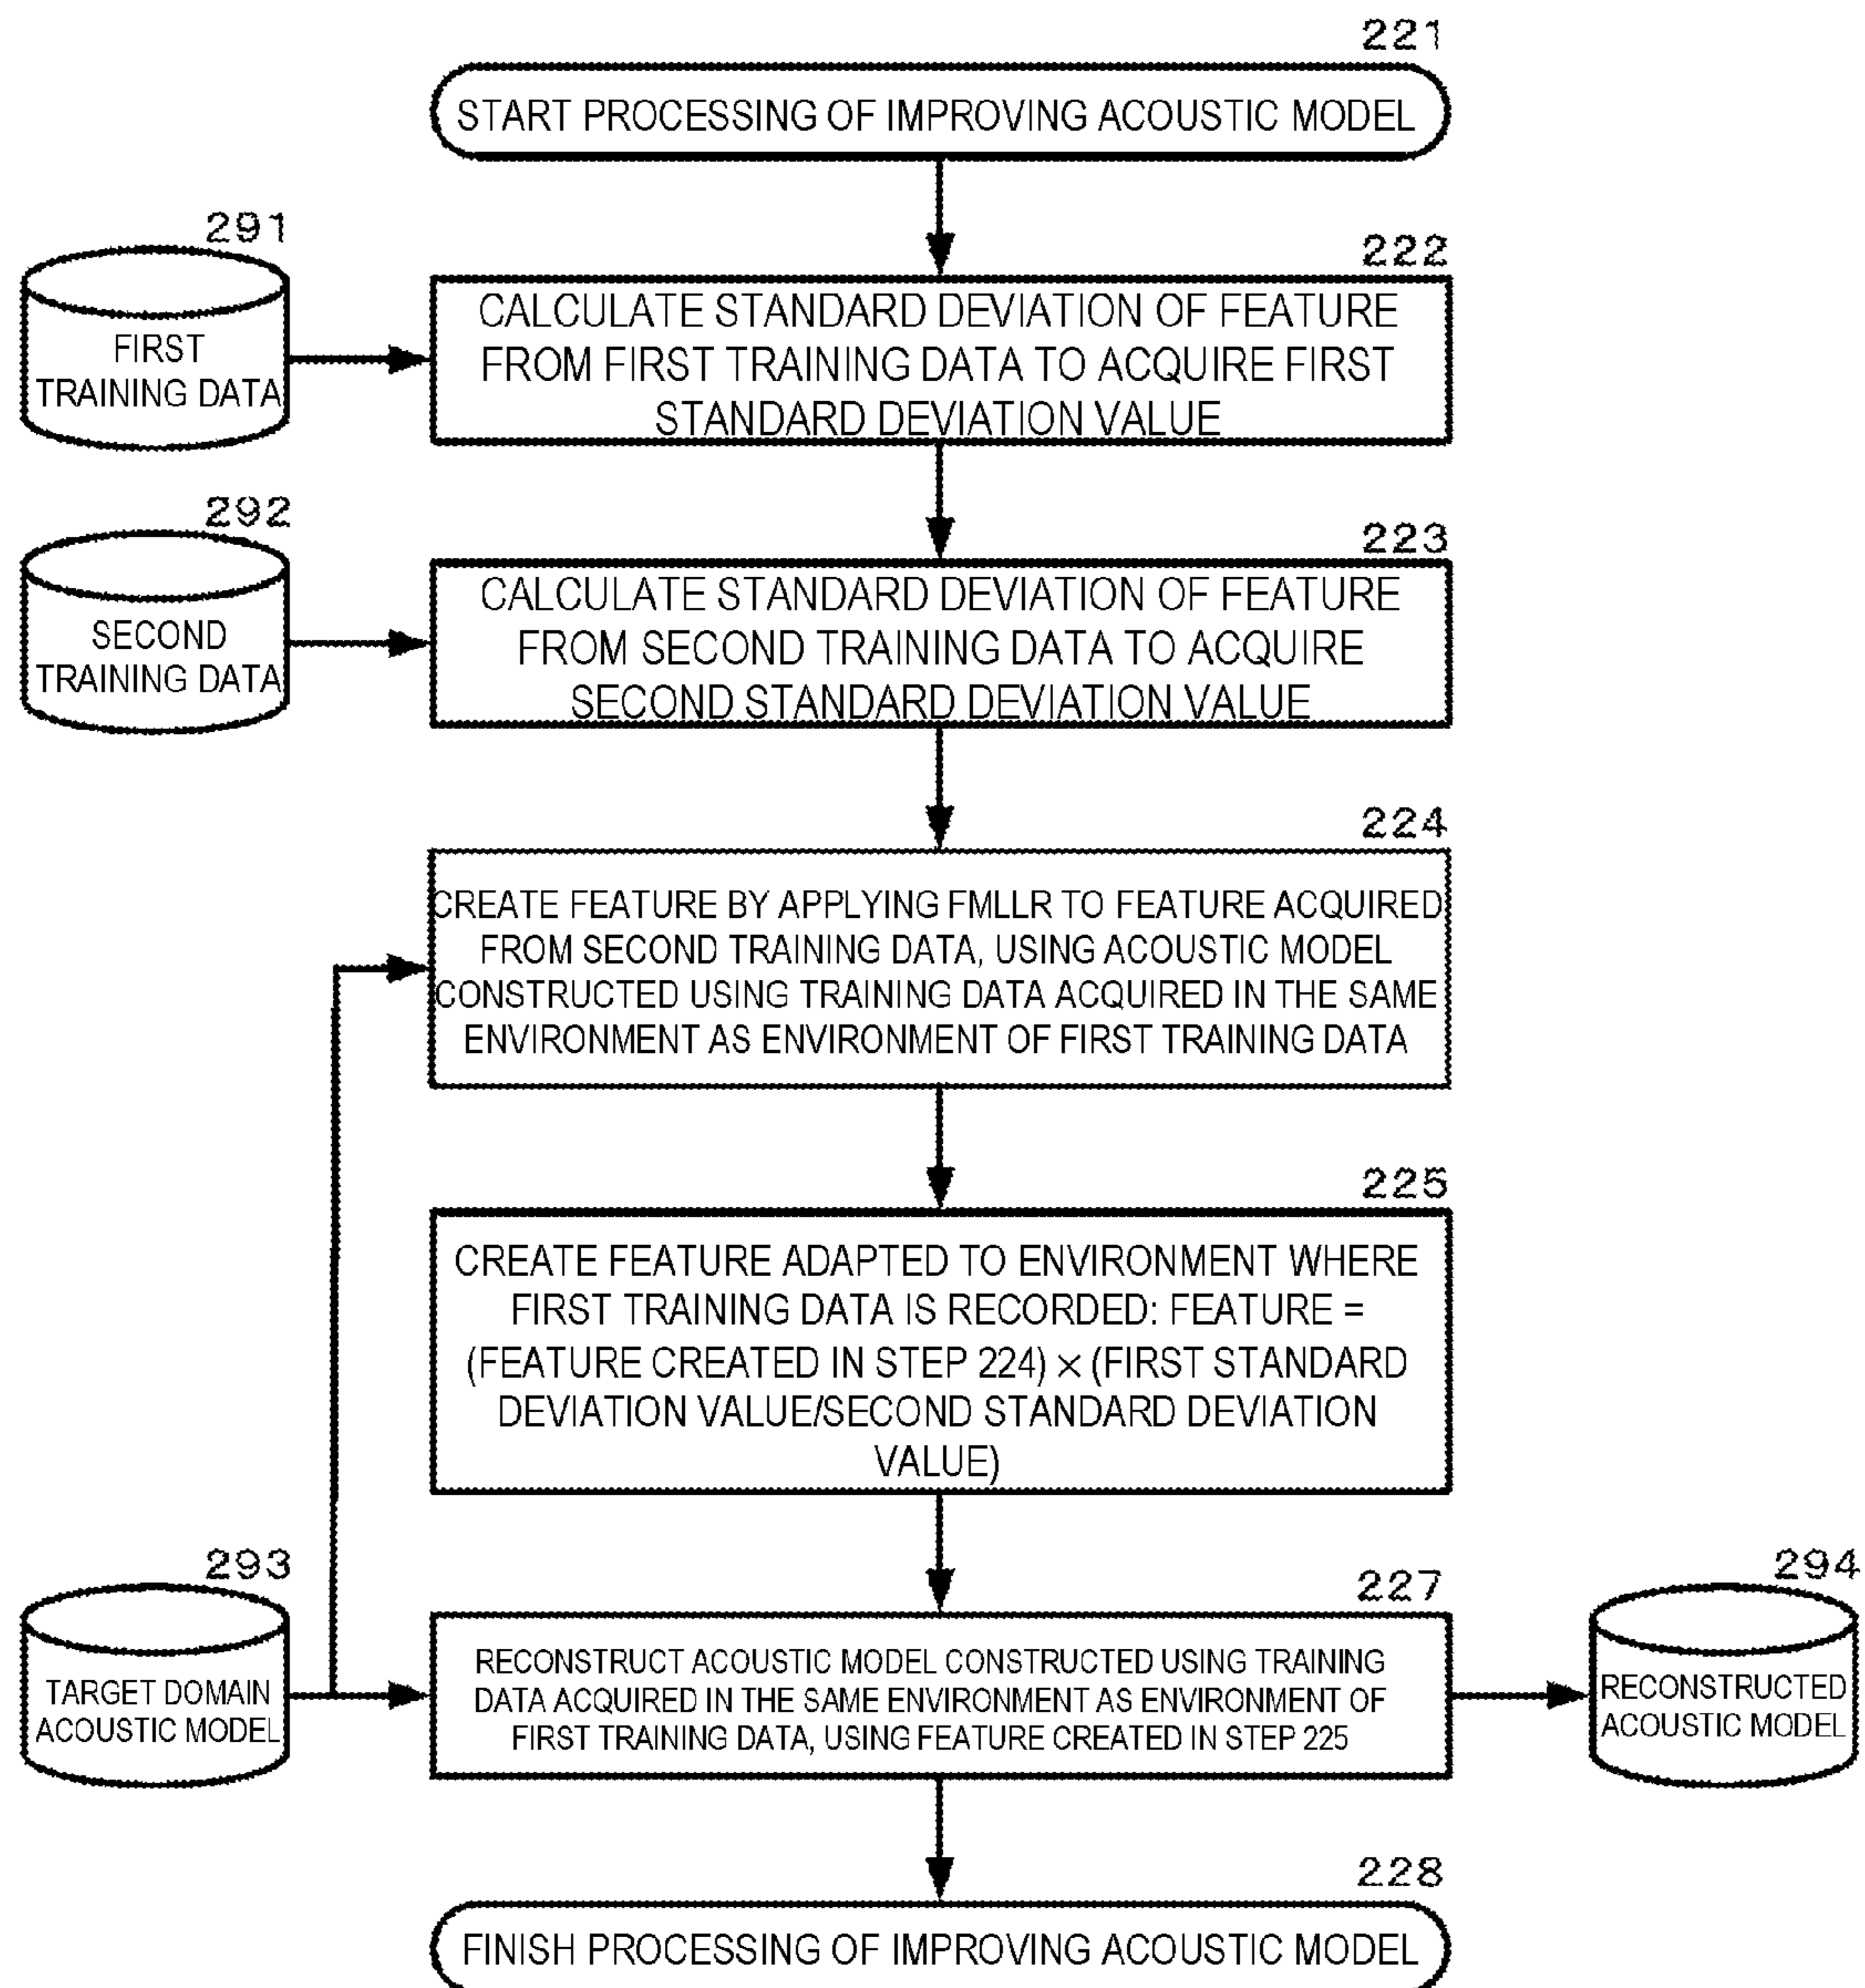 221
START PROCESSING OF IMPROVING ACOUSTIC MODEL
291
FIRST
TRAINING DATA
222
CALCULATE STANDARD DEVIATION OF FEATURE
FROM FIRST TRAINING DATA TO ACQUIRE FIRST
STANDARD DEVIATION VALUE
292
SECOND
TRAINING DATA
223
CALCULATE STANDARD DEVIATION OF FEATURE
FROM SECOND TRAINING DATA TO ACQUIRE
SECOND STANDARD DEVIATION VALUE
224
CREATE FEATURE BY APPLYING FMLLR TO FEATURE ACQUIRED
FROM SECOND TRAINING DATA, USING ACOUSTIC MODEL
CONSTRUCTED USING TRAINING DATA ACQUIRED IN THE SAME
ENVIRONMENT AS ENVIRONMENT OF FIRST TRAINING DATA
225
CREATE FEATURE ADAPTED TO ENVIRONMENT WHERE
FIRST TRAINING DATA IS RECORDED: FEATURE =
(FEATURE CREATED IN STEP 224) × (FIRST STANDARD
DEVIATION VALUE/SECOND STANDARD DEVIATION
VALUE)
293
TARGET DOMAIN
ACOUSTIC MODEL
227
RECONSTRUCT ACOUSTIC MODEL CONSTRUCTED USING TRAINING
DATA ACQUIRED IN THE SAME ENVIRONMENT AS ENVIRONMENT OF
FIRST TRAINING DATA, USING FEATURE CREATED IN STEP 225
294
RECONSTRUCTED
ACOUSTIC MODEL
228
FINISH PROCESSING OF IMPROVING ACOUSTIC MODEL